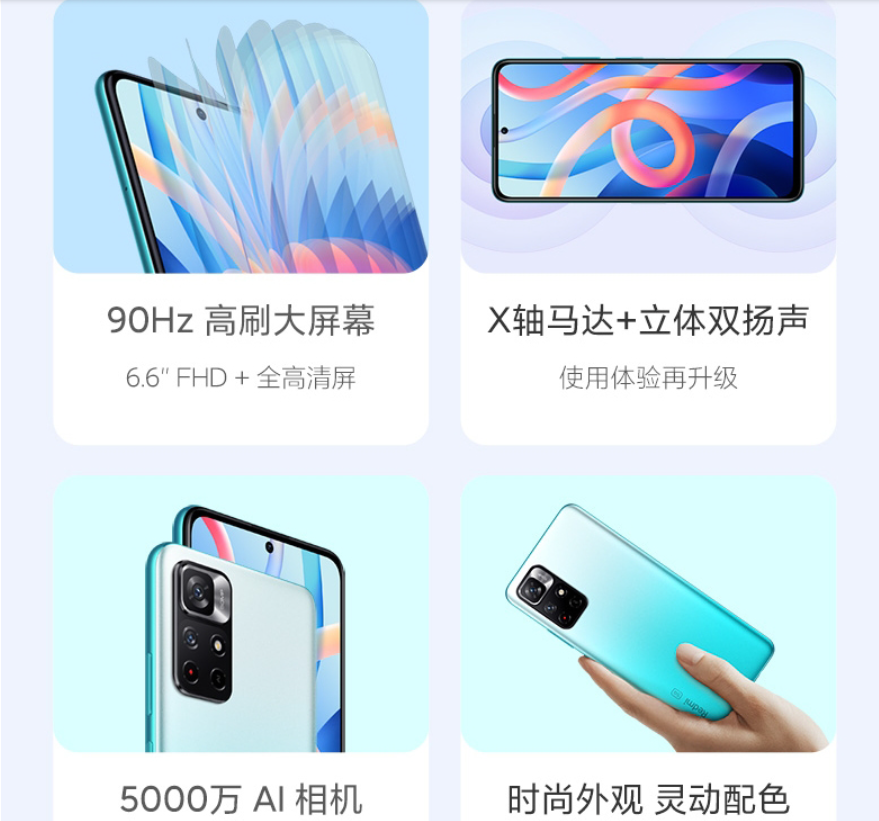 90Hz 高刷大屏幕
6.6" FHD + 全高清屏
X轴马达+立体双扬声
使用体验再升级
5000万 AI 相机
Redmi
时尚外观 灵动配色